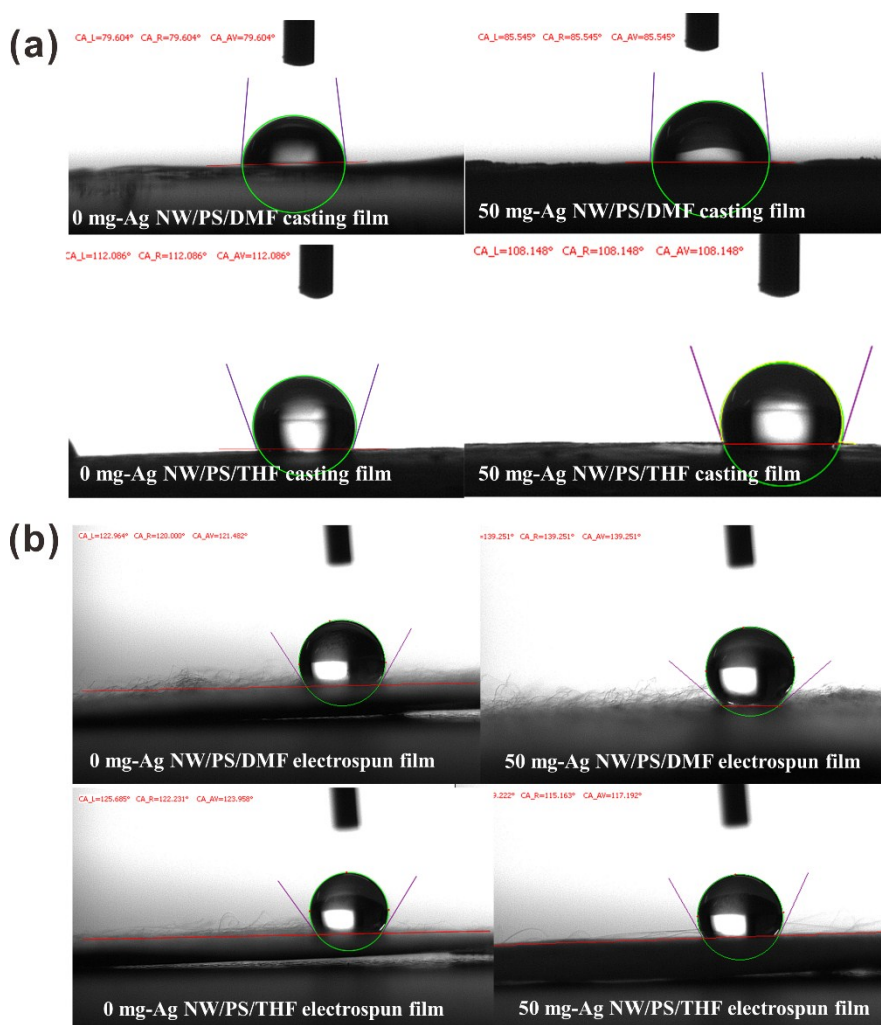 (a)
CA_L=79.604° CA_R=79.604° CA_AV=79.604°
CA_L=85.545° CA_R=85.545° CA_AV=85.545°
0 mg-Ag NW/PS/DMF casting film
50 mg-Ag NW/PS/DMF casting film
CA_L=112.086° CA_R=112.086° CA_AV=112.086°
CA_L=108.148° CA_R=108.148° CA_AV=108.148°
0 mg-Ag NW/PS/THF casting film
50 mg-Ag NW/PS/THF casting film
(b)
CA_L=122.964° CA_R=120.000° CA_AV=121.482°
=139.251° CA_R=139.251° CA_AV=139.251°
0 mg-Ag NW/PS/DMF electrospun film
50 mg-Ag NW/PS/DMF electrospun film
CA_L=125.685° CA_R=122.231° CA_AV=123.958°
9.222° CA_R=115.163° CA_AV=117.192°
0 mg-Ag NW/PS/THF electrospun film
50 mg-Ag NW/PS/THF electrospun film